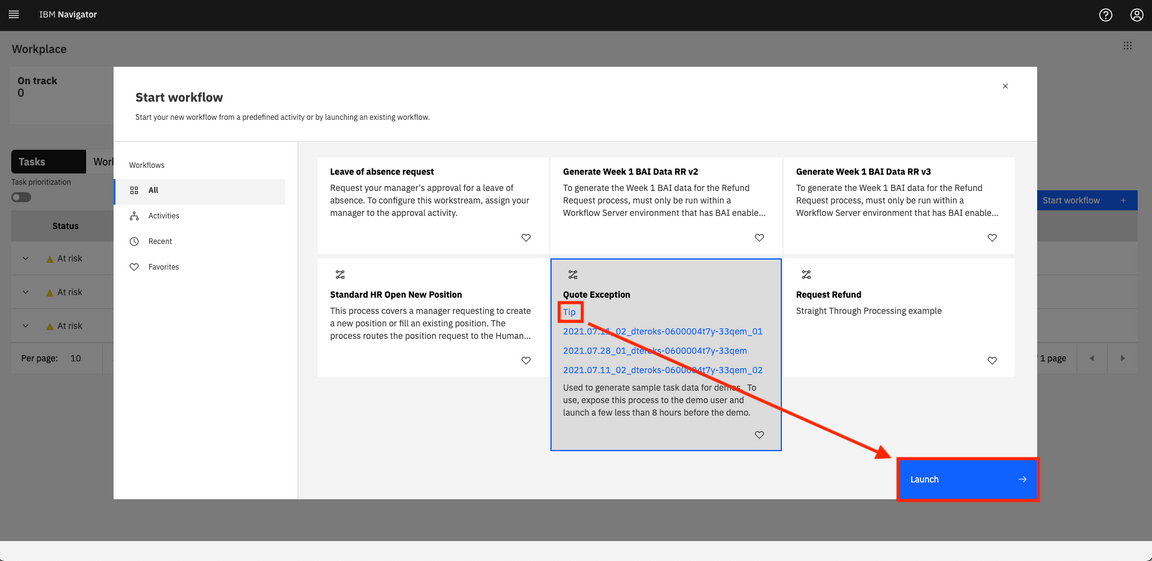 IBM Navigator
Workplace
On track
0
Start workflow
Start your new workflow from a predefined activity or by launching an existing workflow.
Tasks
Task prioritization
Status
At risk
At risk
At risk
Per page: 10
Workflows
All
Activities
Recent
Favorites
Leave of absence request
Request your manager's approval for a leave of
absence. To configure this workstream, assign your
manager to the approval activity.
Generate Week 1 BAI Data RR v2
To generate the Week 1 BAI Data for the Refund
Request process, must only be run within a
Workflow Server environment that has BAI enable...
Generate Week 1 BAI Data RR v3
To generate the Week 1 BAI Data for the Refund
Request process, must only be run within a
Workflow Server environment that has BAI enable...
Standard HR Open New Position
This process covers a manager requesting to create
a new position or fill an existing position. The
process routes the position request to the Human...
Quote Exception
Tip
2021.07.11_02_dteroks-0600004t7y-33qem_01
2021.07.28_01_dteroks-0600004t7y-33qem
2021.07.11_02_dteroks-0600004t7y-33qem_02
Used to generate sample task data for demos. To
use, expose this process to the demo user and
launch a few less than 8 hours before the demo.
Request Refund
Straight Through Processing example
Start workflow +
1 page
Launch